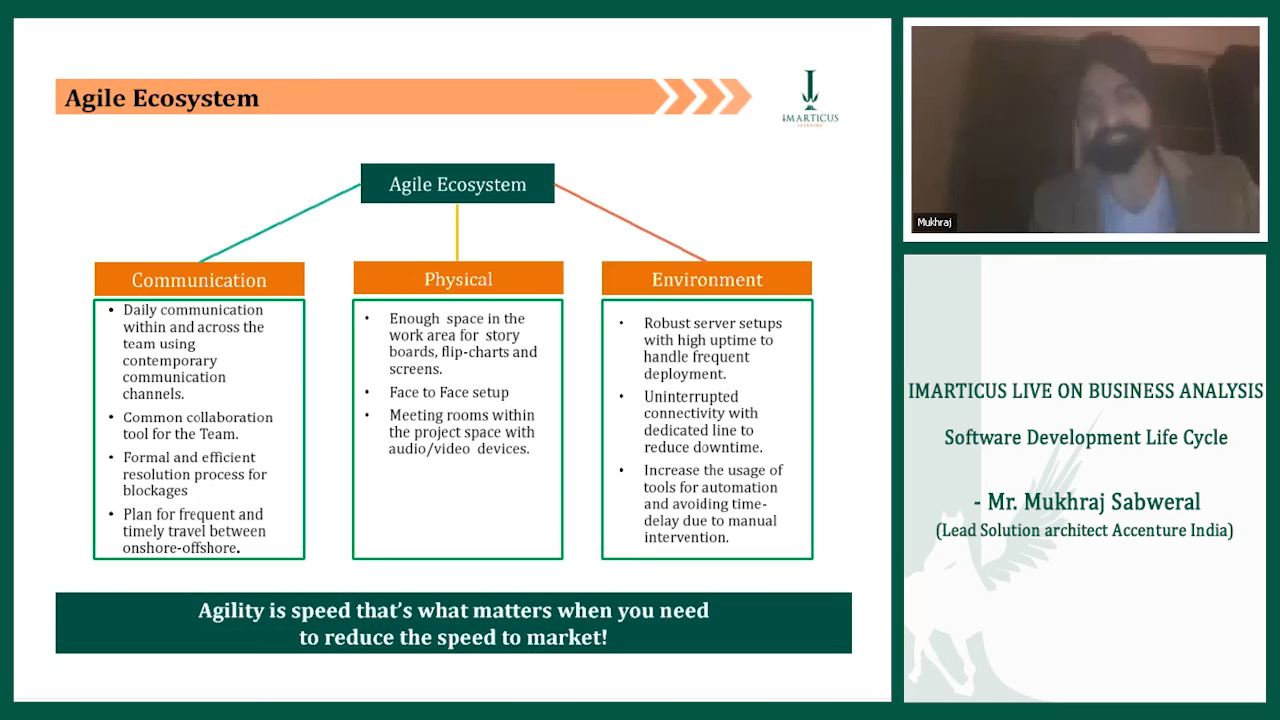 Agile Ecosystem
IMARTICUS
LEARNING
Agile Ecosystem
Communication
• Daily communication
within and across the
team using
contemporary
communication
channels.
• Common collaboration
tool for the Team.
• Formal and efficient
resolution process for
blockages
• Plan for frequent and
timely travel between
onshore-offshore.
Physical
• Enough space in the
work area for story
boards, flip-charts and
screens.
• Face to Face setup
• Meeting rooms within
the project space with
audio/video devices.
Environment
• Robust server setups
with high uptime to
handle frequent
deployment.
• Uninterrupted
connectivity with
dedicated line to
reduce downtime.
• Increase the usage of
tools for automation
and avoiding time-
delay due to manual
intervention.
Agility is speed that's what matters when you need
to reduce the speed to market!
Mukhraj
IMARTICUS LIVE ON BUSINESS ANALYSIS
Software Development Life Cycle
- Mr. Mukhraj Sabweral
(Lead Solution architect Accenture India)